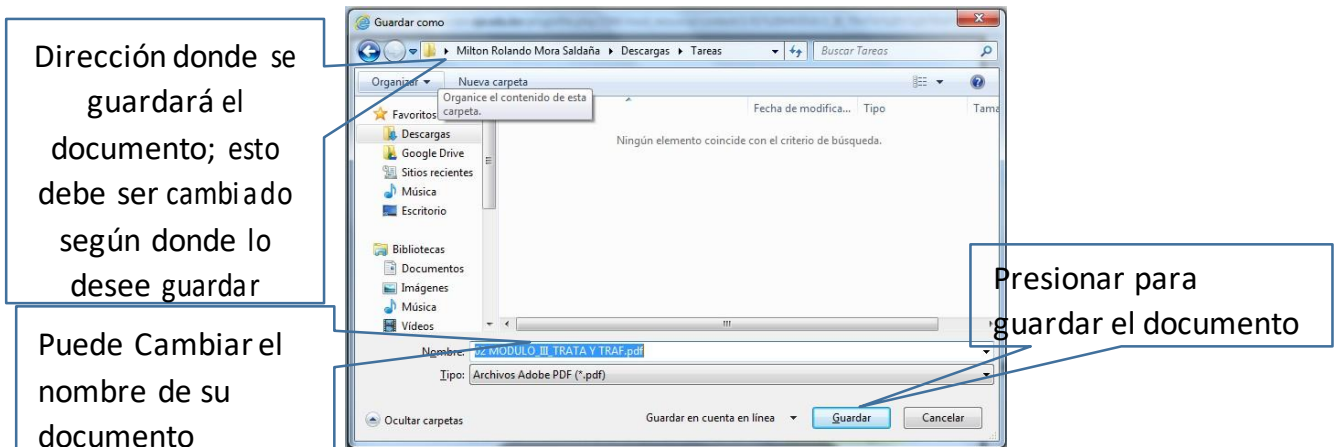 Dirección donde se
guardará el
documento; esto
debe ser cambiado
según donde lo
desee guardar
Puede Cambiar el
nombre de su
documento
Guardar como
Milton Rolando Mora Saldaña ▸ Descargas ▸ Tareas
Buscar Tareas
Organizar
Nueva carpeta
Organice el contenido de esta
carpeta.
Fecha de modifica...
Tipo
Tama
Favoritos
Descargas
Google Drive
Sitios recientes
Música
Escritorio
Bibliotecas
Documentos
Imágenes
Música
Vídeos
Ningún elemento coincide con el criterio de búsqueda.
Nombre: 02 MODULO_III_TRATA Y TRAF.pdf
Tipo: Archivos Adobe PDF (*.pdf)
Ocultar carpetas
Guardar en cuenta en línea
Guardar
Cancelar
Presionar para
guardar el documento